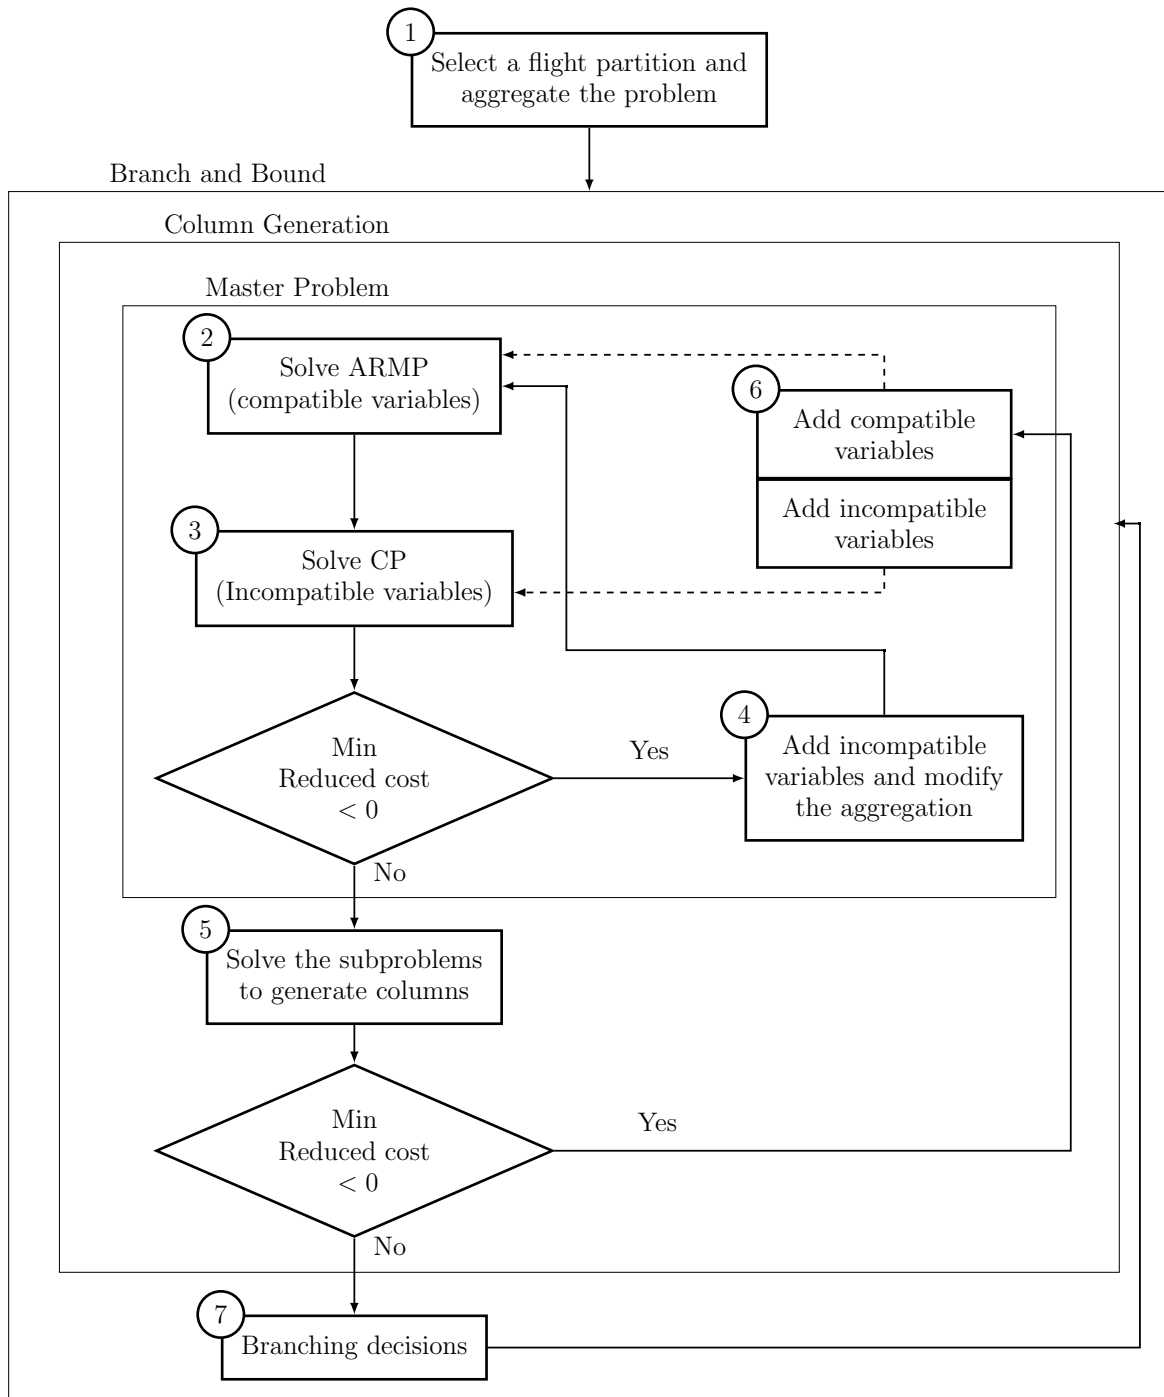 1
Select a flight partition and
aggregate the problem
Branch and Bound
Column Generation
Master Problem
2
Solve ARMP
(compatible variables)
6
Add compatible
variables
Add incompatible
variables
3
Solve CP
(Incompatible variables)
Min
Reduced cost
< 0
Yes
4
Add incompatible
variables and modify
the aggregation
No
5
Solve the subproblems
to generate columns
Min
Reduced cost
< 0
Yes
No
7
Branching decisions